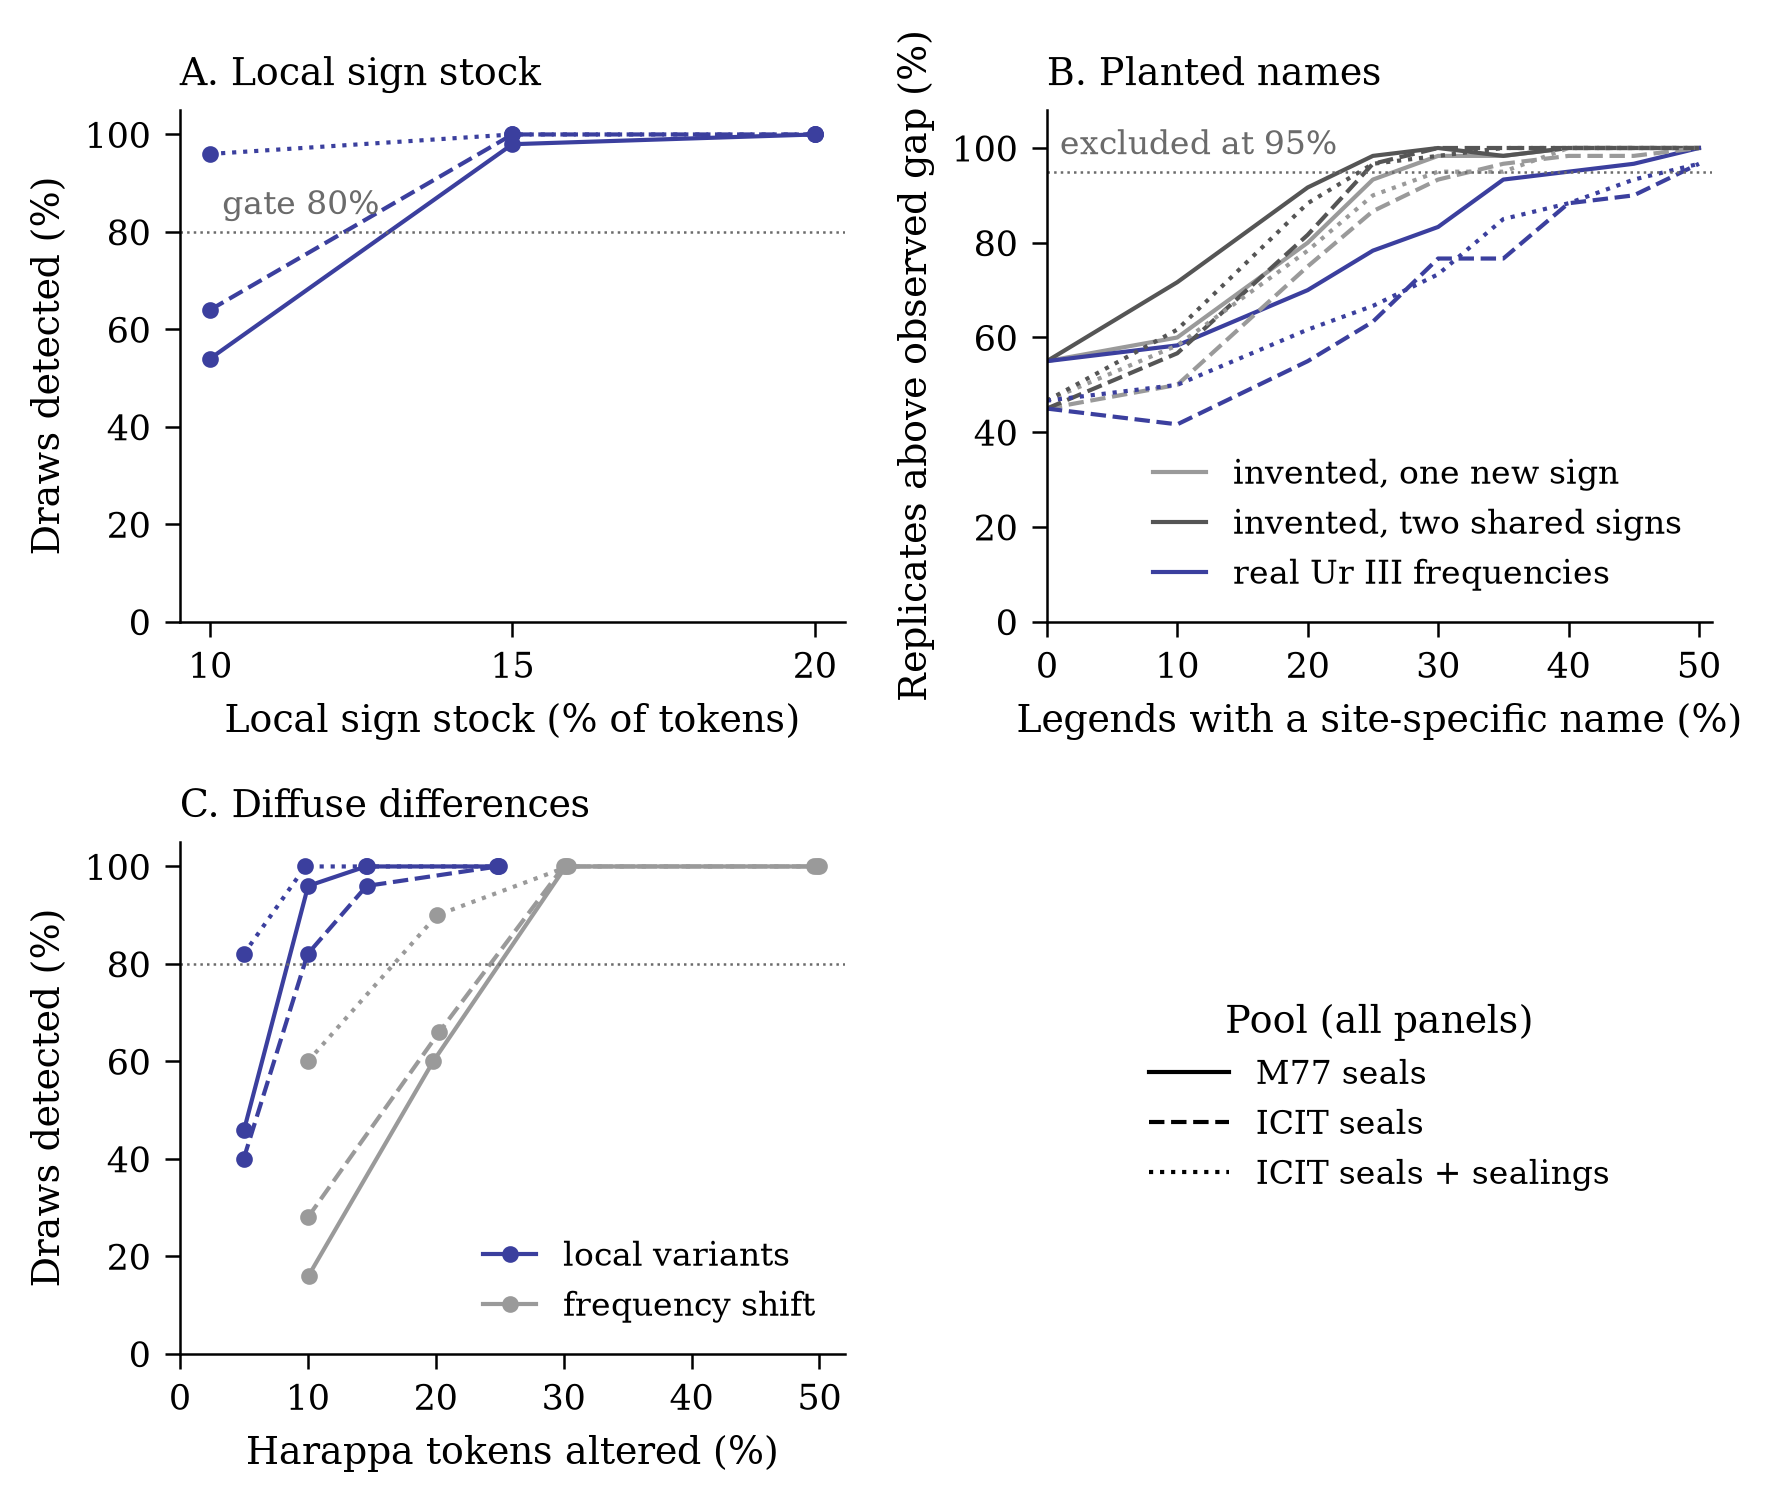 A. Local sign stock
Draws detected (%)
100
80
60
40
20
0
gate 80%
10 15 20
Local sign stock (% of tokens)
B. Planted names
Replicates above observed gap (%)
100
80
60
40
20
0
excluded at 95%
invented, one new sign
invented, two shared signs
real Ur III frequencies
0 10 20 30 40 50
Legends with a site-specific name (%)
C. Diffuse differences
Draws detected (%)
100
80
60
40
20
0
local variants
frequency shift
0 10 20 30 40 50
Harappa tokens altered (%)
Pool (all panels)
M77 seals
ICIT seals
ICIT seals + sealings